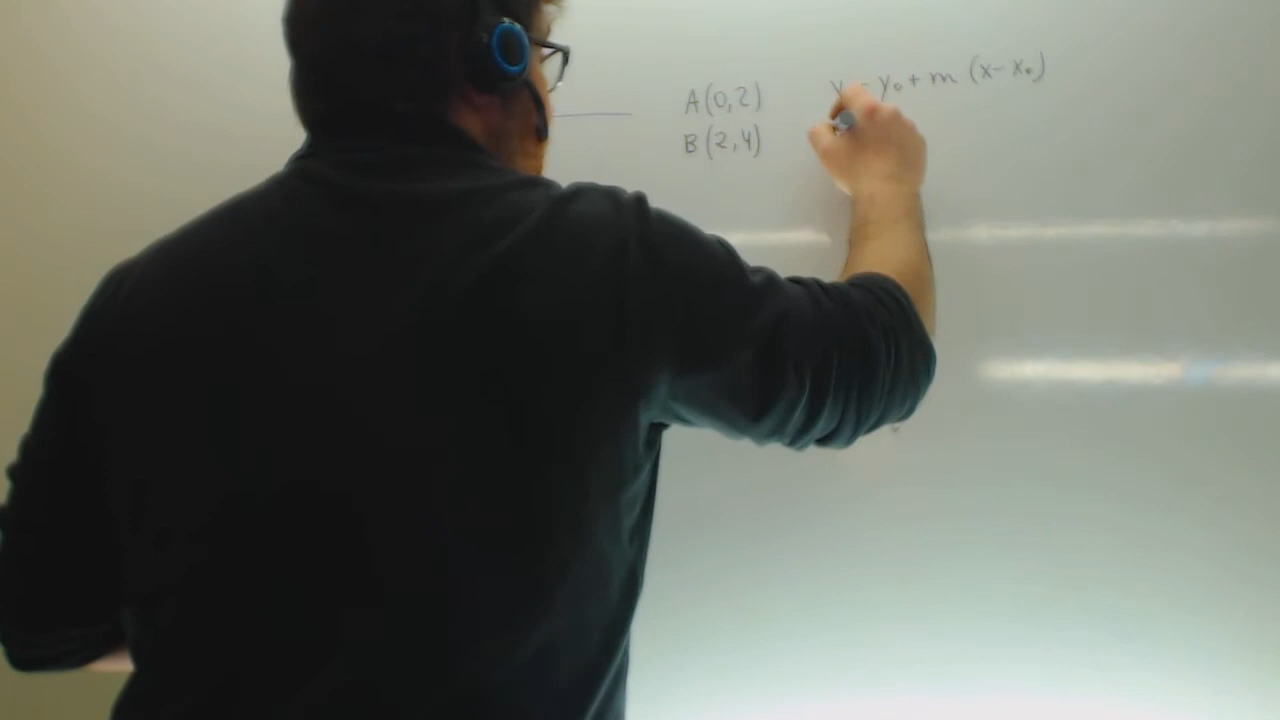 A(0,2)
B(2,4)
y = y₀ + m (x - x₀)